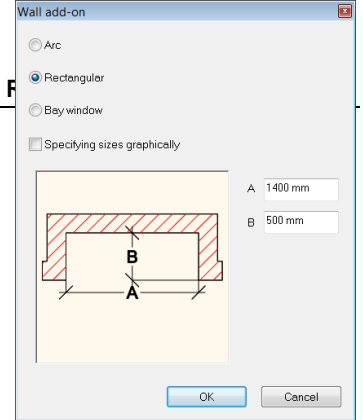 Wall add-on
Arc
R
Rectangular
Bay window
Specifying sizes graphically
A 1400 mm
B 500 mm
B
A
OK Cancel